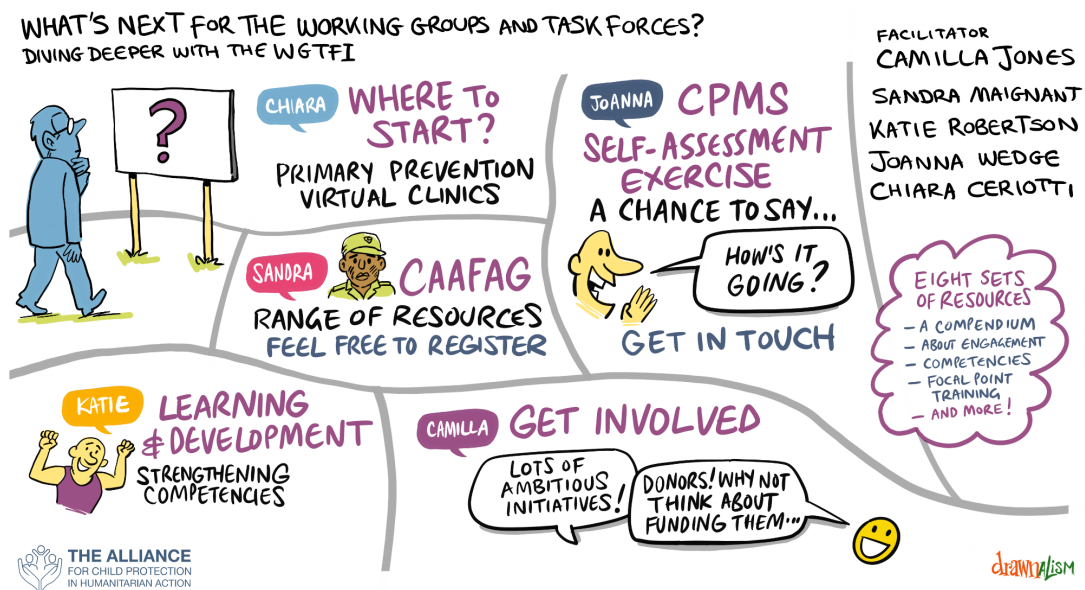 WHAT'S NEXT FOR THE WORKING GROUPS AND TASK FORCES?
DIVING DEEPER WITH THE WGTFI
?
CHIARA
WHERE TO
START?
PRIMARY PREVENTION
VIRTUAL CLINICS
JOANNA
CPMS
SELF-ASSESSMENT
EXERCISE
A CHANCE TO SAY...
HOW'S IT
GOING?
GET IN TOUCH
FACILITATOR
CAMILLA JONES
SANDRA MAIGNANT
KATIE ROBERTSON
JOANNA WEDGE
CHIARA CERIOTTI
SANDRA
CAAFAG
RANGE OF RESOURCES
FEEL FREE TO REGISTER
EIGHT SETS
OF RESOURCES
- A COMPENDIUM
- ABOUT ENGAGEMENT
- COMPETENCIES
- FOCAL POINT
TRAINING
- AND MORE!
KATIE
LEARNING
& DEVELOPMENT
STRENGTHENING
COMPETENCIES
CAMILLA
GET INVOLVED
LOTS OF
AMBITIOUS
INITIATIVES!
DONORS! WHY NOT
THINK ABOUT
FUNDING THEM...
THE ALLIANCE
FOR CHILD PROTECTION
IN HUMANITARIAN ACTION
drawnALISM